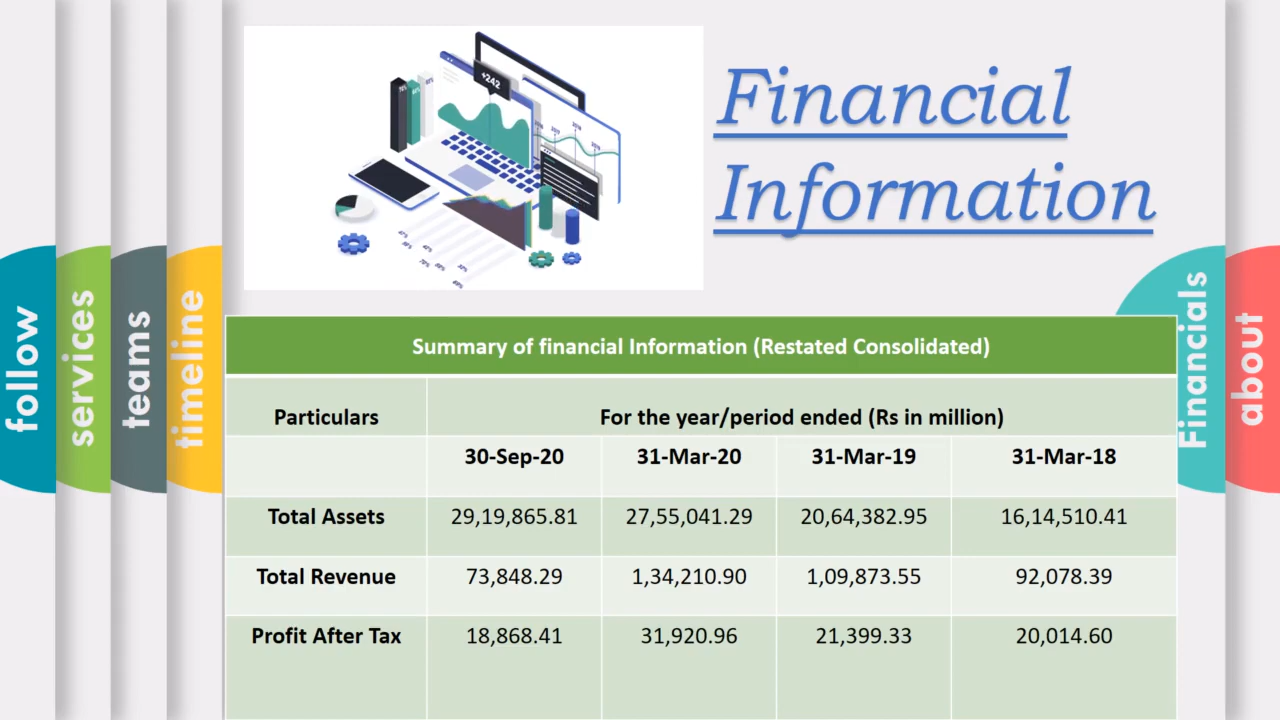 Financial
Information
follow
services
teams
timeline
Financials
about
+242
Summary of financial Information (Restated Consolidated)
Particulars For the year/period ended (Rs in million)
30-Sep-20 31-Mar-20 31-Mar-19 31-Mar-18
Total Assets 29,19,865.81 27,55,041.29 20,64,382.95 16,14,510.41
Total Revenue 73,848.29 1,34,210.90 1,09,873.55 92,078.39
Profit After Tax 18,868.41 31,920.96 21,399.33 20,014.60